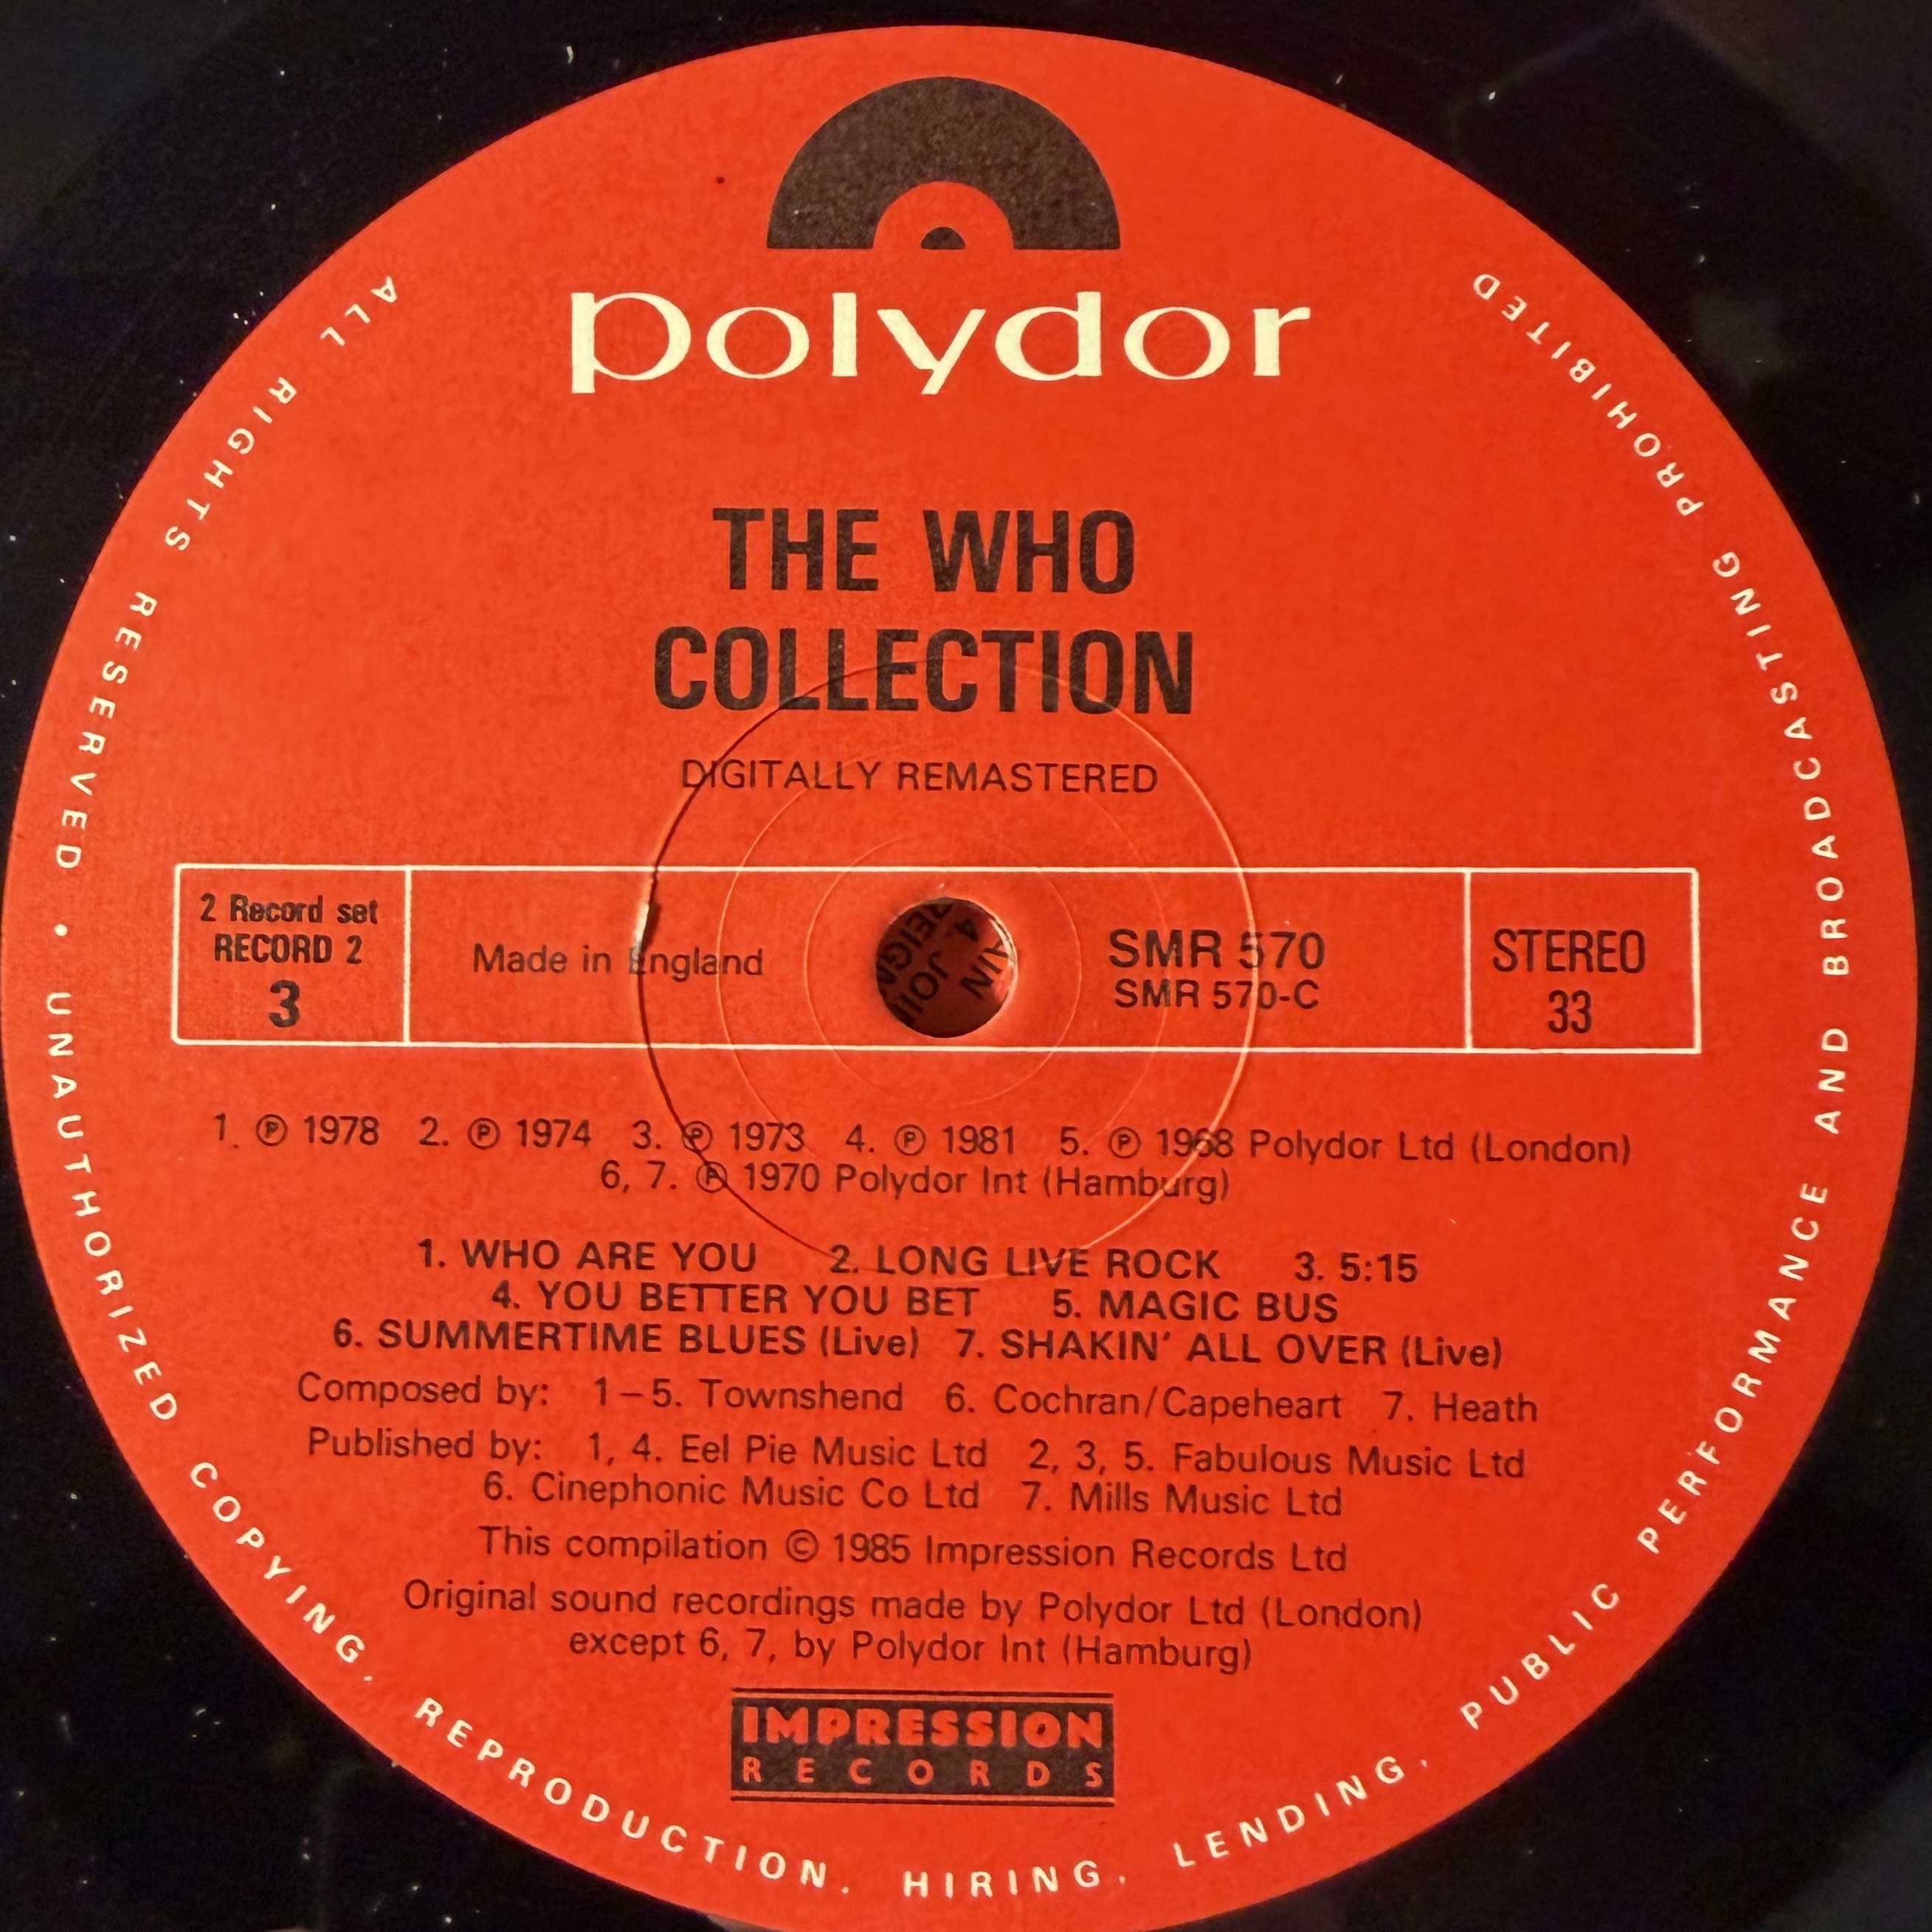 polydor
THE WHO
COLLECTION
DIGITALLY REMASTERED
2 Record set
RECORD 2
3
Made in England
SMR 570
SMR 570-C
STEREO
33
1. ℗ 1978 2. ℗ 1974 3. ℗ 1973 4. ℗ 1981 5. ℗ 1968 Polydor Ltd (London)
6, 7. ℗ 1970 Polydor Int (Hamburg)
1. WHO ARE YOU 2. LONG LIVE ROCK 3. 5:15
4. YOU BETTER YOU BET 5. MAGIC BUS
6. SUMMERTIME BLUES (Live) 7. SHAKIN' ALL OVER (Live)
Composed by: 1–5. Townshend 6. Cochran/Capeheart 7. Heath
Published by: 1, 4. Eel Pie Music Ltd 2, 3, 5. Fabulous Music Ltd
6. Cinephonic Music Co Ltd 7. Mills Music Ltd
This compilation © 1985 Impression Records Ltd
Original sound recordings made by Polydor Ltd (London)
except 6, 7, by Polydor Int (Hamburg)
IMPRESSION
RECORDS
ALL RIGHTS RESERVED • UNAUTHORIZED COPYING, REPRODUCTION, HIRING, LENDING, PUBLIC PERFORMANCE AND BROADCASTING PROHIBITED